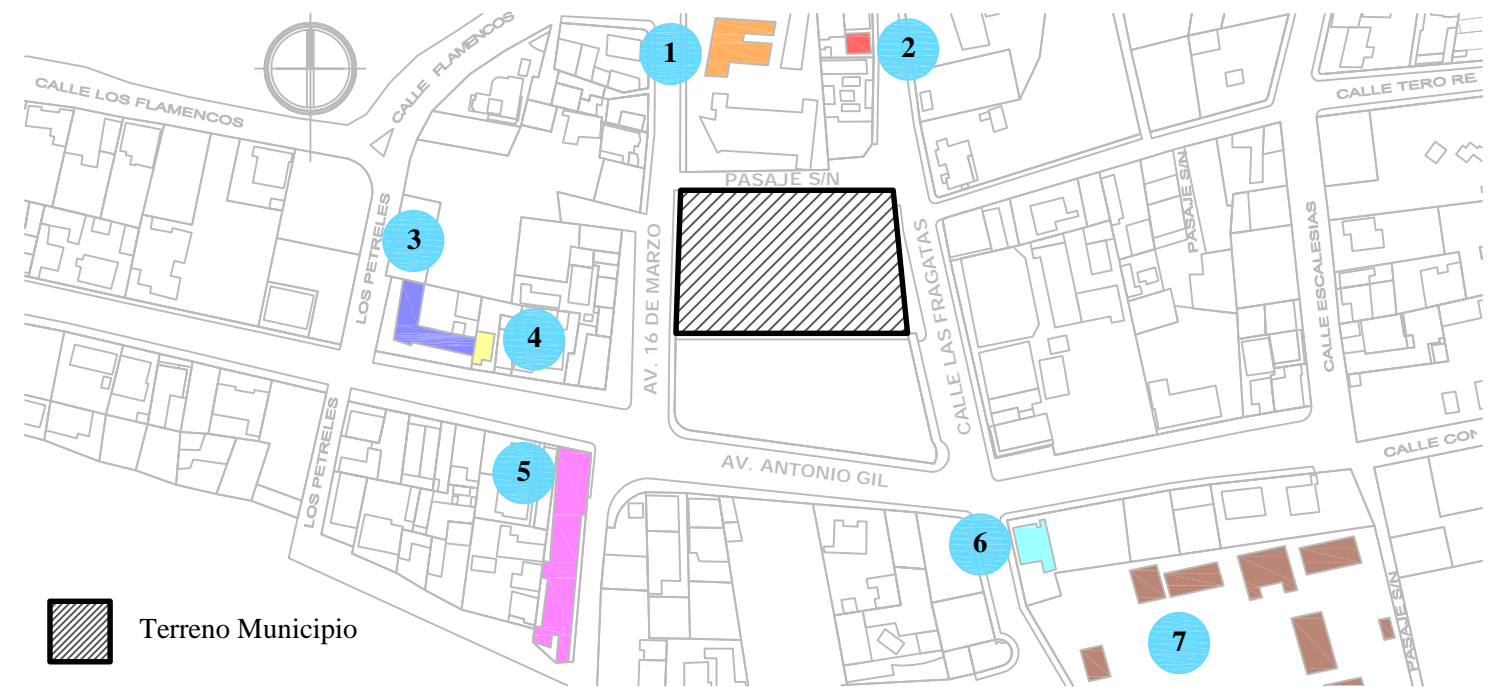 1
2
CALLE FLAMENCOS
CALLE LOS FLAMENCOS
CALLE TERO RE
PASAJE S/N
PASAJE S/N
3
LOS PETRELES
AV. 16 DE MARZO
CALLE LAS FRAGATAS
CALLE ESCALESIAS
4
LOS PETRELES
5
AV. ANTONIO GIL
CALLE CON
6
PASAJE S/N
7
Terreno Municipio